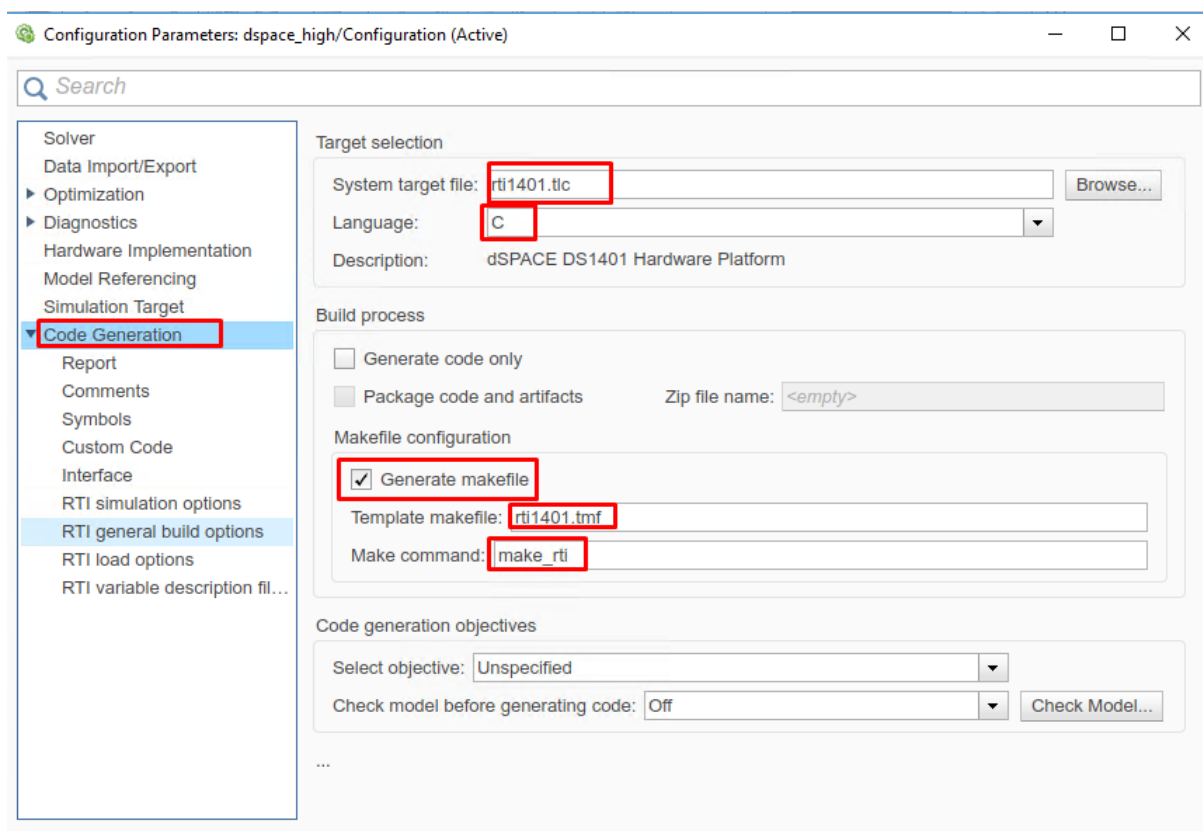 Configuration Parameters: dspace_high/Configuration (Active)
Search
Solver
Data Import/Export
Optimization
Diagnostics
Hardware Implementation
Model Referencing
Simulation Target
Code Generation
Report
Comments
Symbols
Custom Code
Interface
RTI simulation options
RTI general build options
RTI load options
RTI variable description fil...
Target selection
System target file: rti1401.tlc Browse...
Language: C
Description: dSPACE DS1401 Hardware Platform
Build process
Generate code only
Package code and artifacts Zip file name: <empty>
Makefile configuration
Generate makefile
Template makefile: rti1401.tmf
Make command: make_rti
Code generation objectives
Select objective: Unspecified
Check model before generating code: Off Check Model...
...